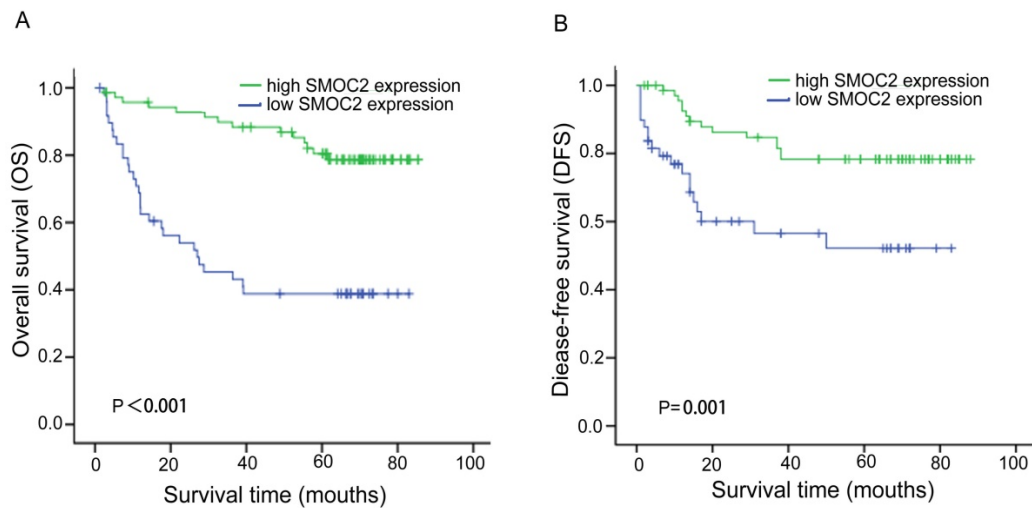 A
high SMOC2 expression
low SMOC2 expression
Overall survival (OS)
1.0
0.8
0.6
0.4
0.2
0.0
P<0.001
0 20 40 60 80 100
Survival time (mouths)
B
high SMOC2 expression
low SMOC2 expression
Diease-free survival (DFS)
1.0
0.8
0.5
0.4
0.2
0.0
P=0.001
0 20 40 60 80 100
Survival time (mouths)